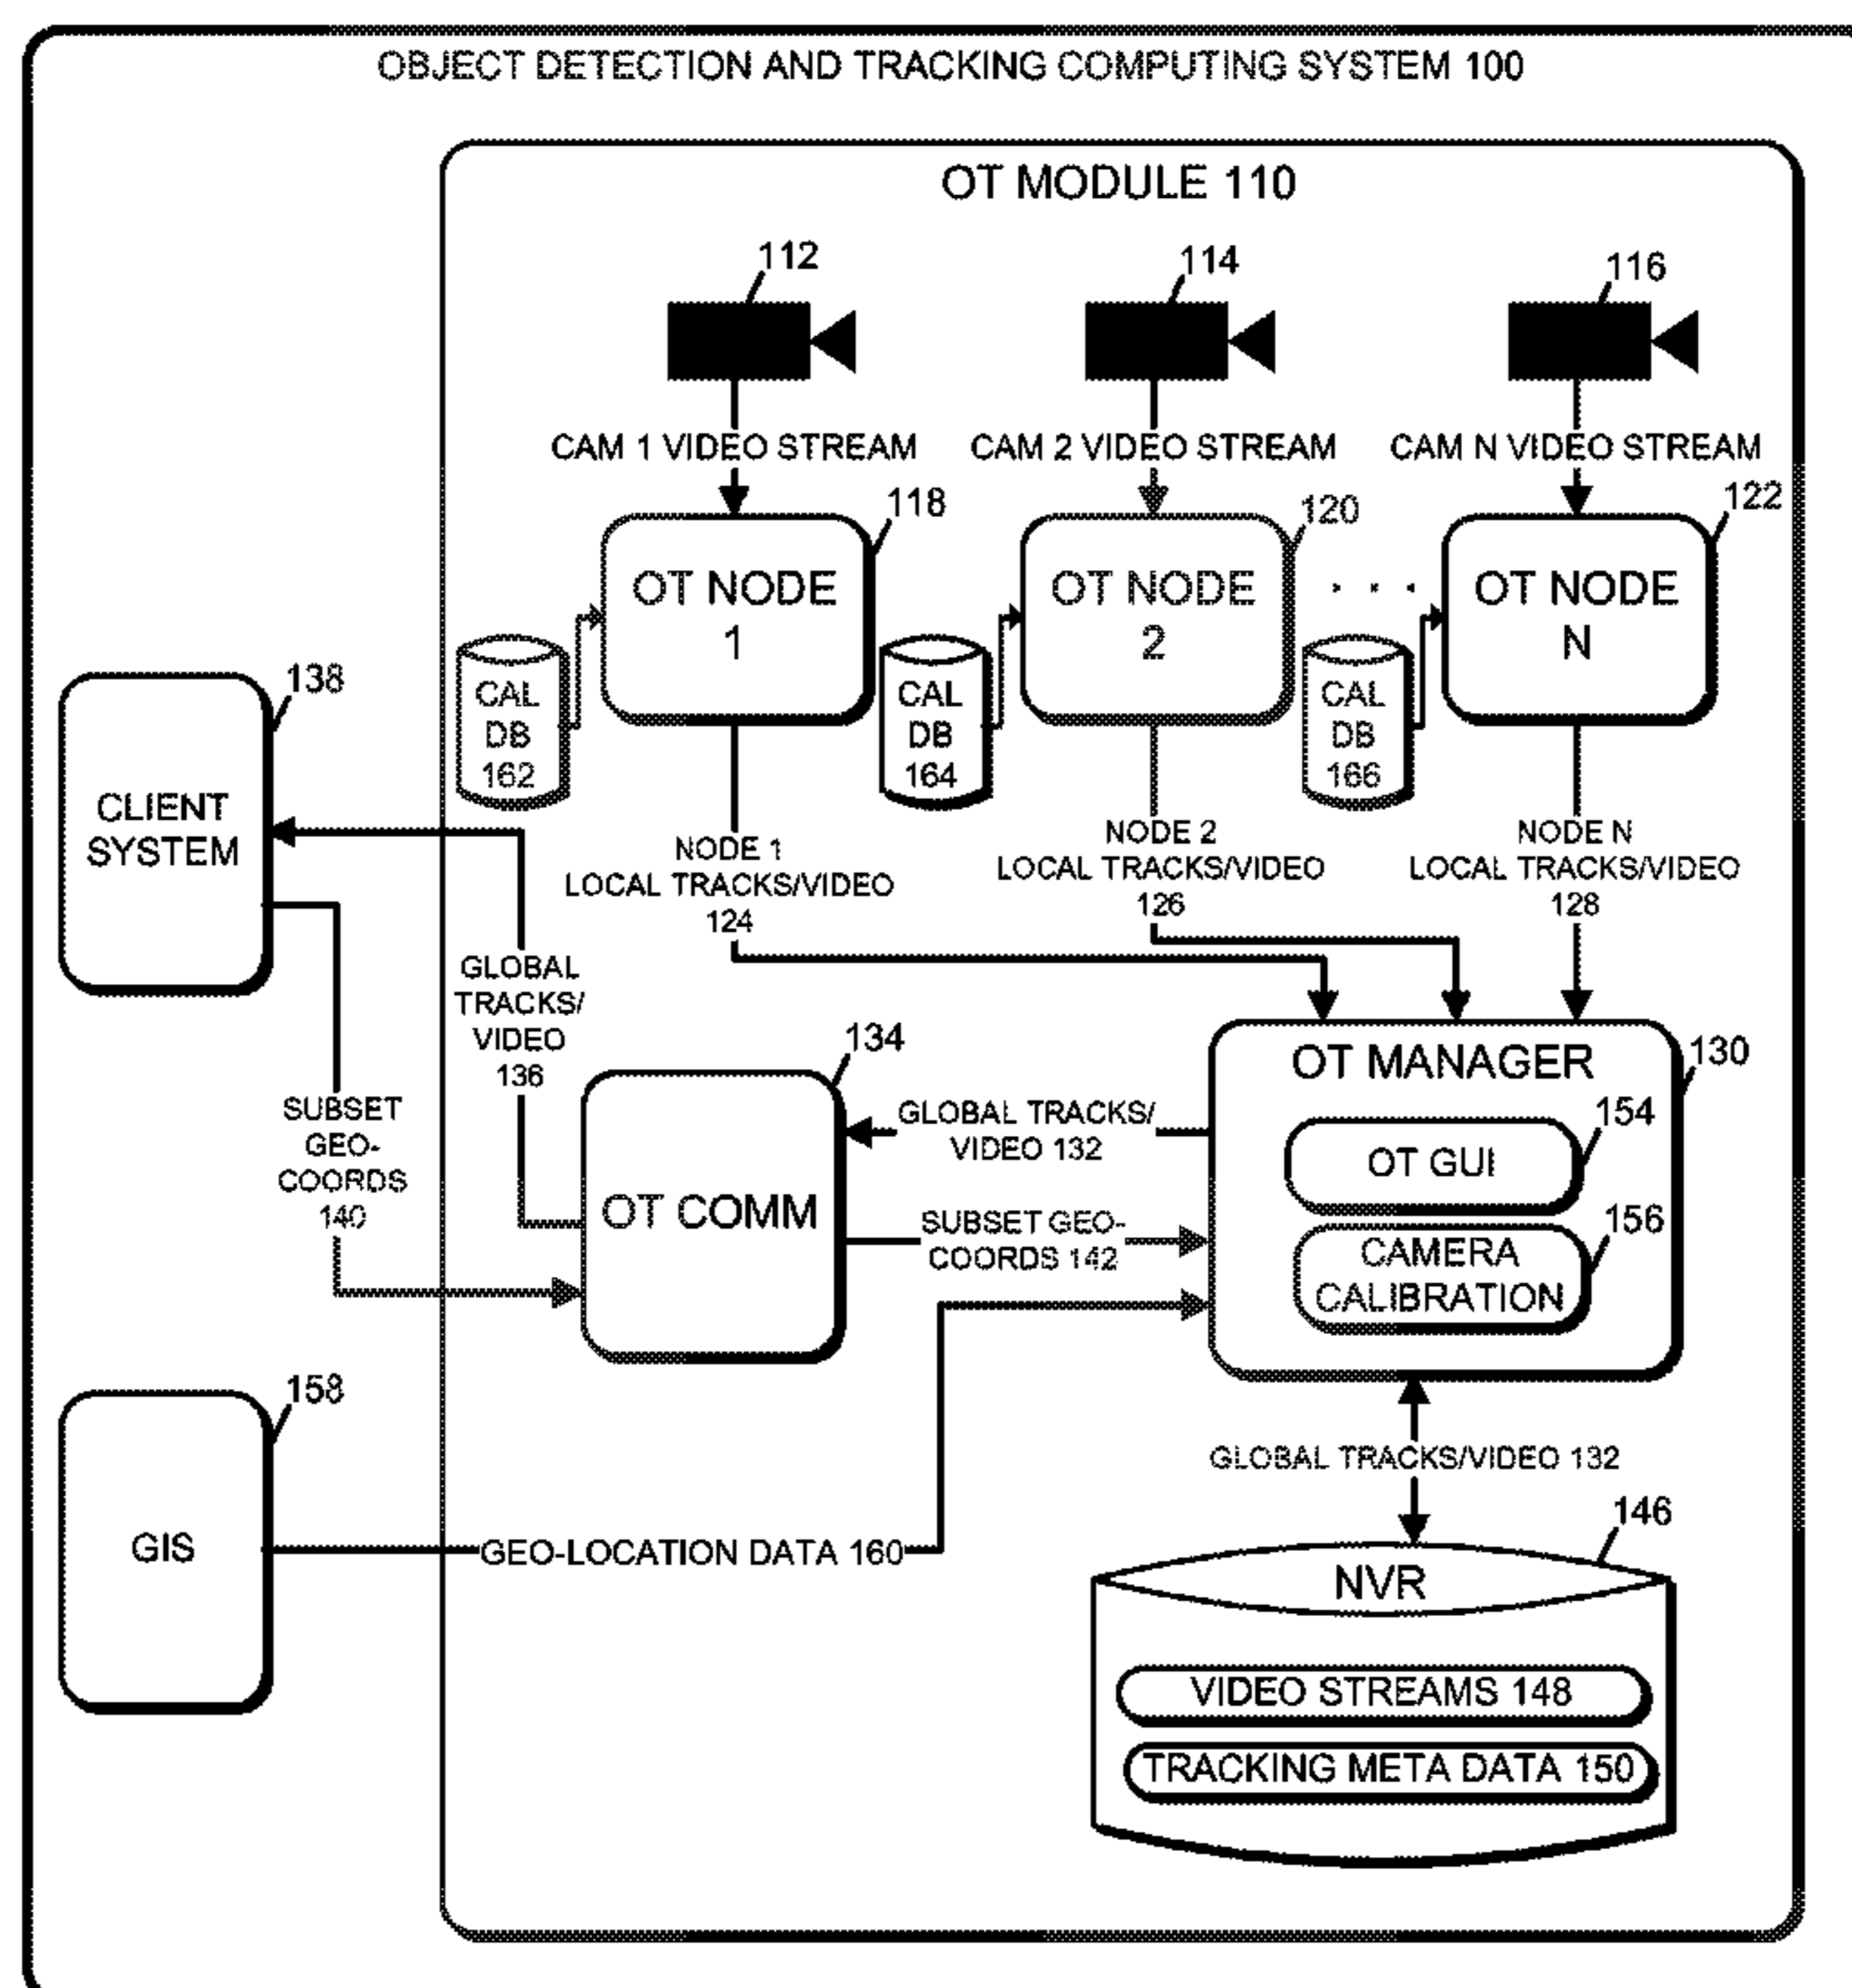 OBJECT DETECTION AND TRACKING COMPUTING SYSTEM 100
OT MODULE 110
112
114
116
CAM 1 VIDEO STREAM
CAM 2 VIDEO STREAM
CAM N VIDEO STREAM
118
120
122
OT NODE
1
OT NODE
2
. . .
OT NODE
N
CAL
DB
162
CAL
DB
164
CAL
DB
166
138
CLIENT
SYSTEM
NODE 1
LOCAL TRACKS/VIDEO
124
NODE 2
LOCAL TRACKS/VIDEO
126
NODE N
LOCAL TRACKS/VIDEO
128
GLOBAL
TRACKS/
VIDEO
136
SUBSET
GEO-
COORDS
140
134
OT COMM
GLOBAL TRACKS/
VIDEO 132
SUBSET GEO-
COORDS 142
130
OT MANAGER
154
OT GUI
156
CAMERA
CALIBRATION
158
GIS
GEO-LOCATION DATA 160
GLOBAL TRACKS/VIDEO 132
146
NVR
VIDEO STREAMS 148
TRACKING META DATA 150